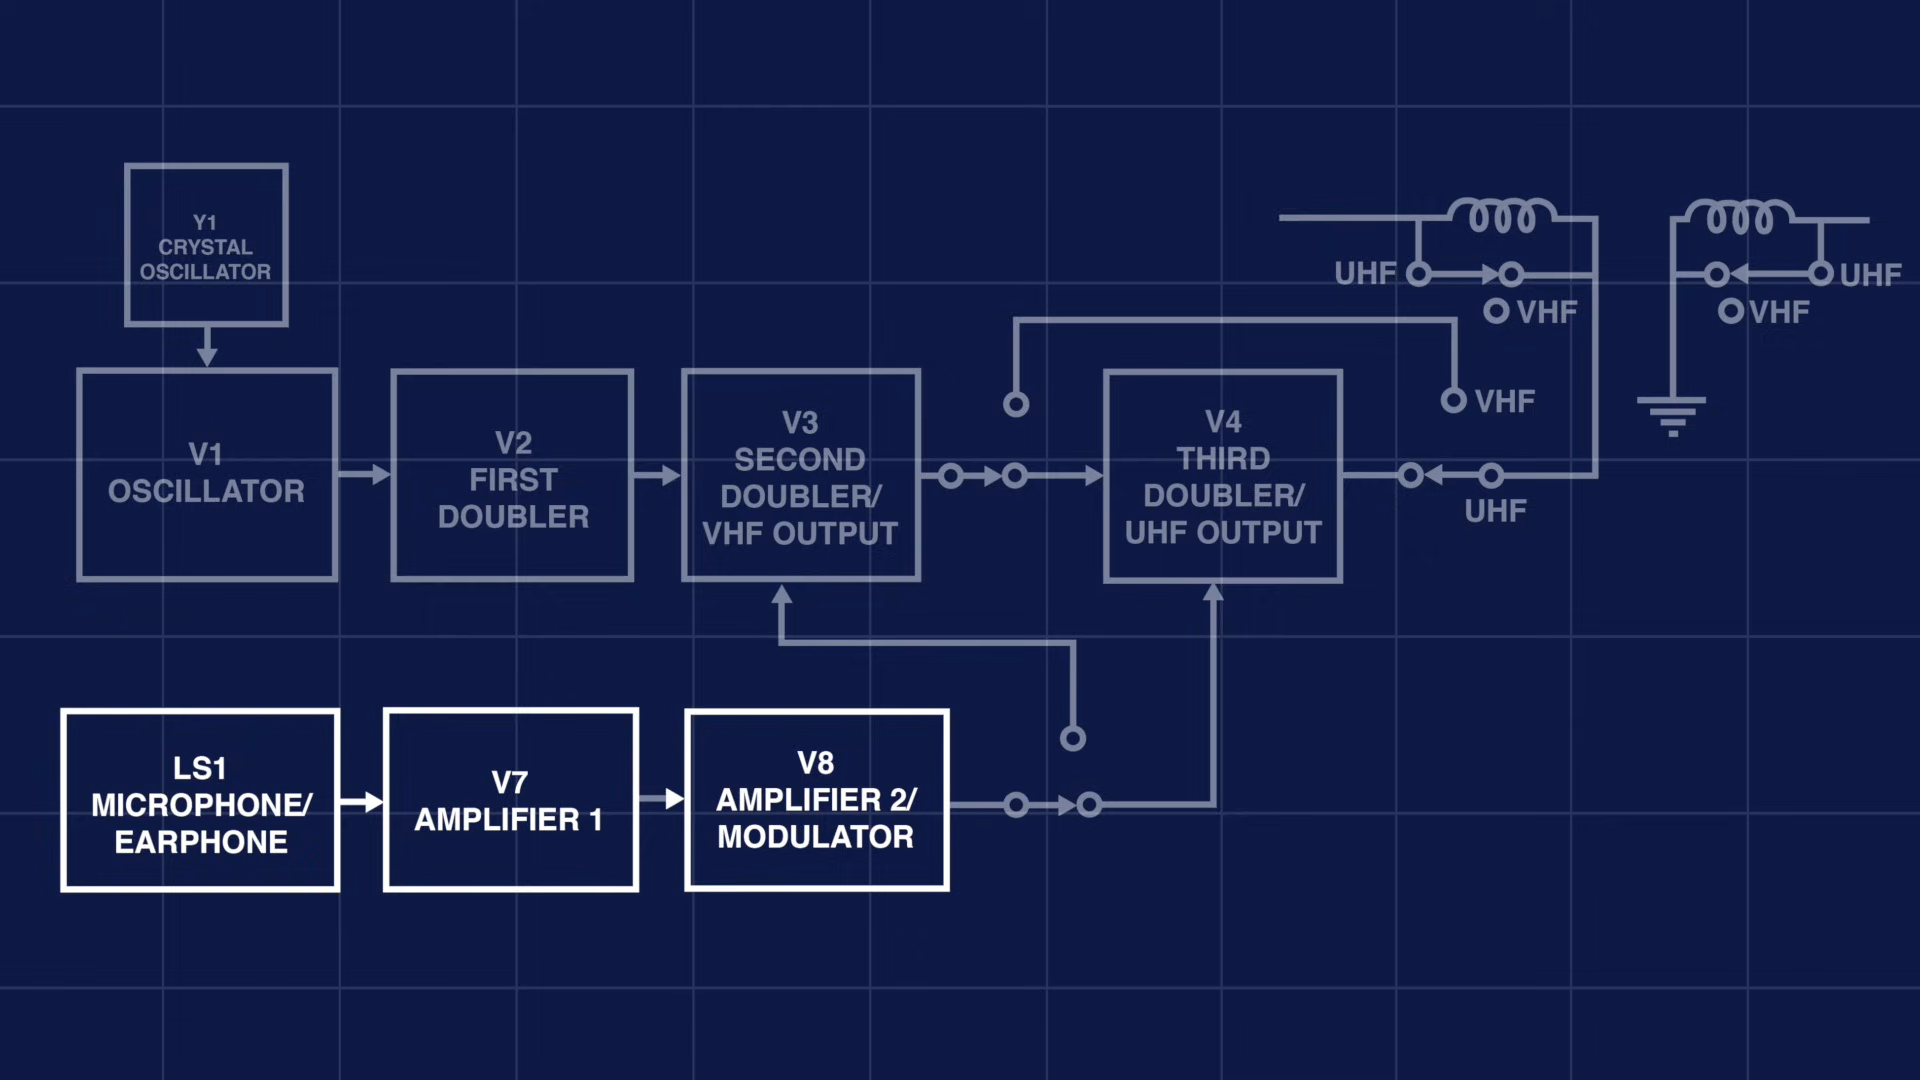 Y1
CRYSTAL
OSCILLATOR
UHF
VHF
UHF
VHF
V1
OSCILLATOR
V2
FIRST
DOUBLER
V3
SECOND
DOUBLER/
VHF OUTPUT
V4
THIRD
DOUBLER/
UHF OUTPUT
VHF
UHF
LS1
MICROPHONE/
EARPHONE
V7
AMPLIFIER 1
V8
AMPLIFIER 2/
MODULATOR